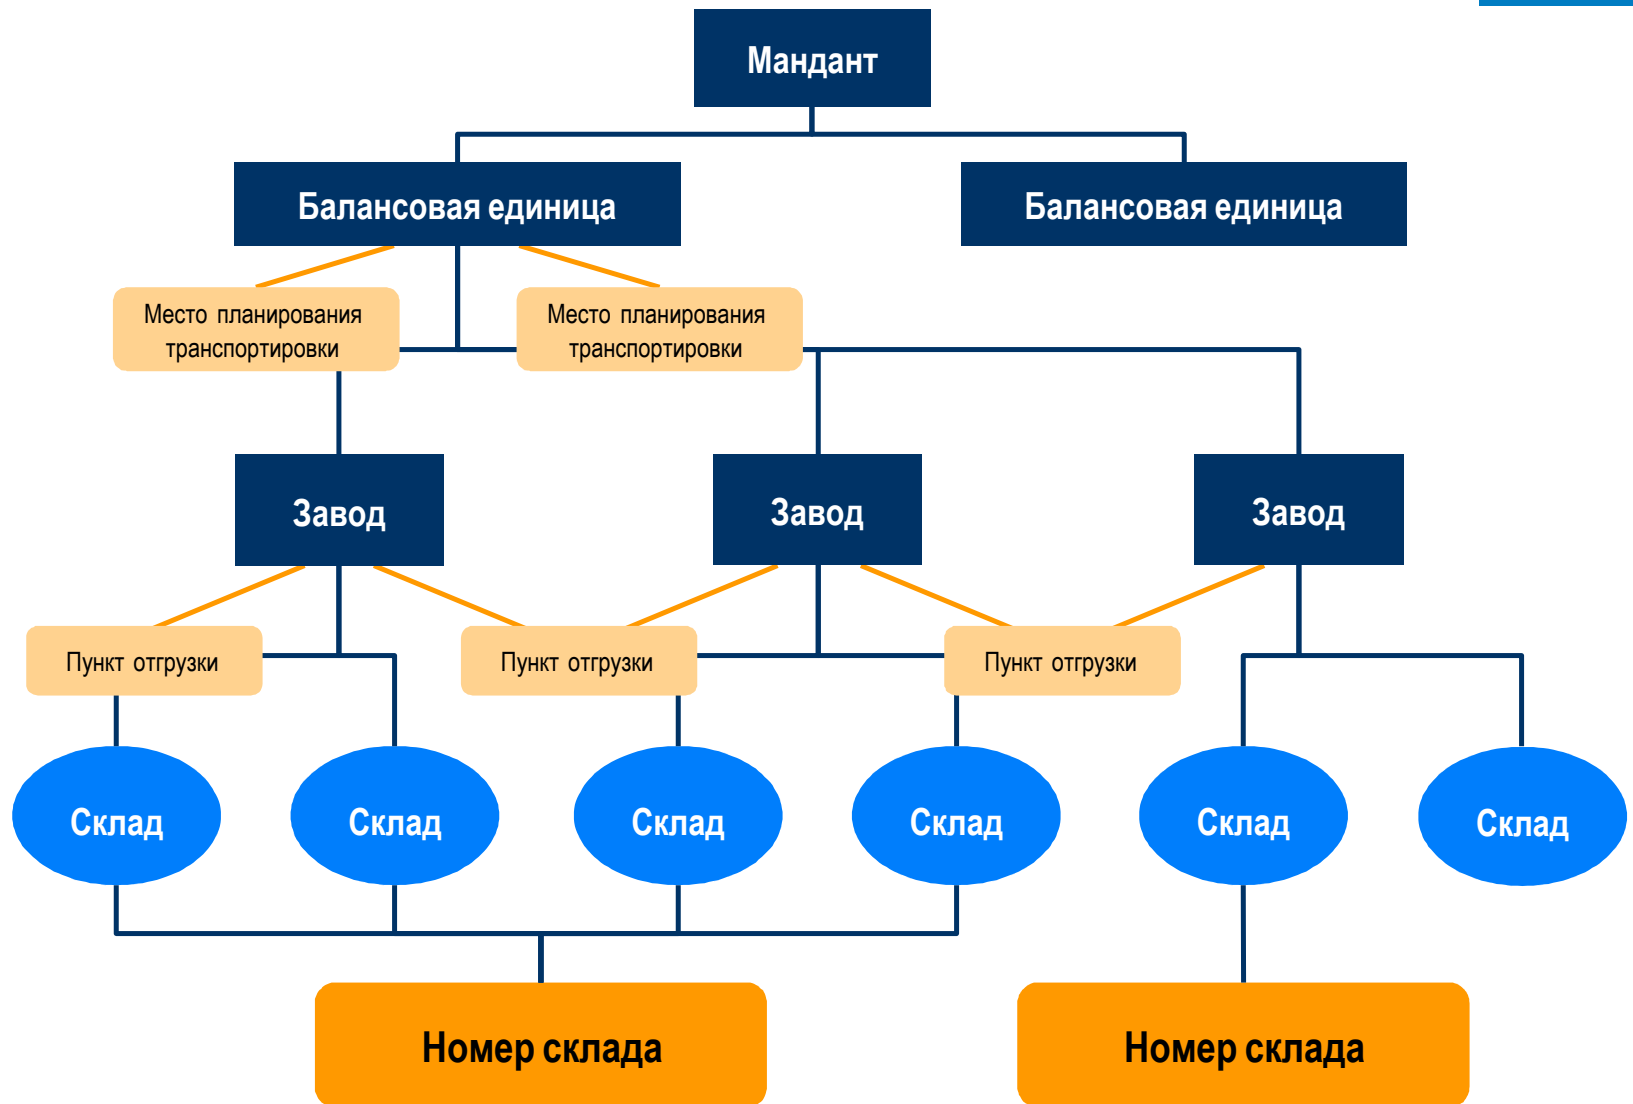 Мандант
Балансовая единица
Балансовая единица
Место планирования
транспортировки
Место планирования
транспортировки
Завод
Завод
Завод
Пункт отгрузки
Пункт отгрузки
Пункт отгрузки
Склад
Склад
Склад
Склад
Склад
Склад
Номер склада
Номер склада